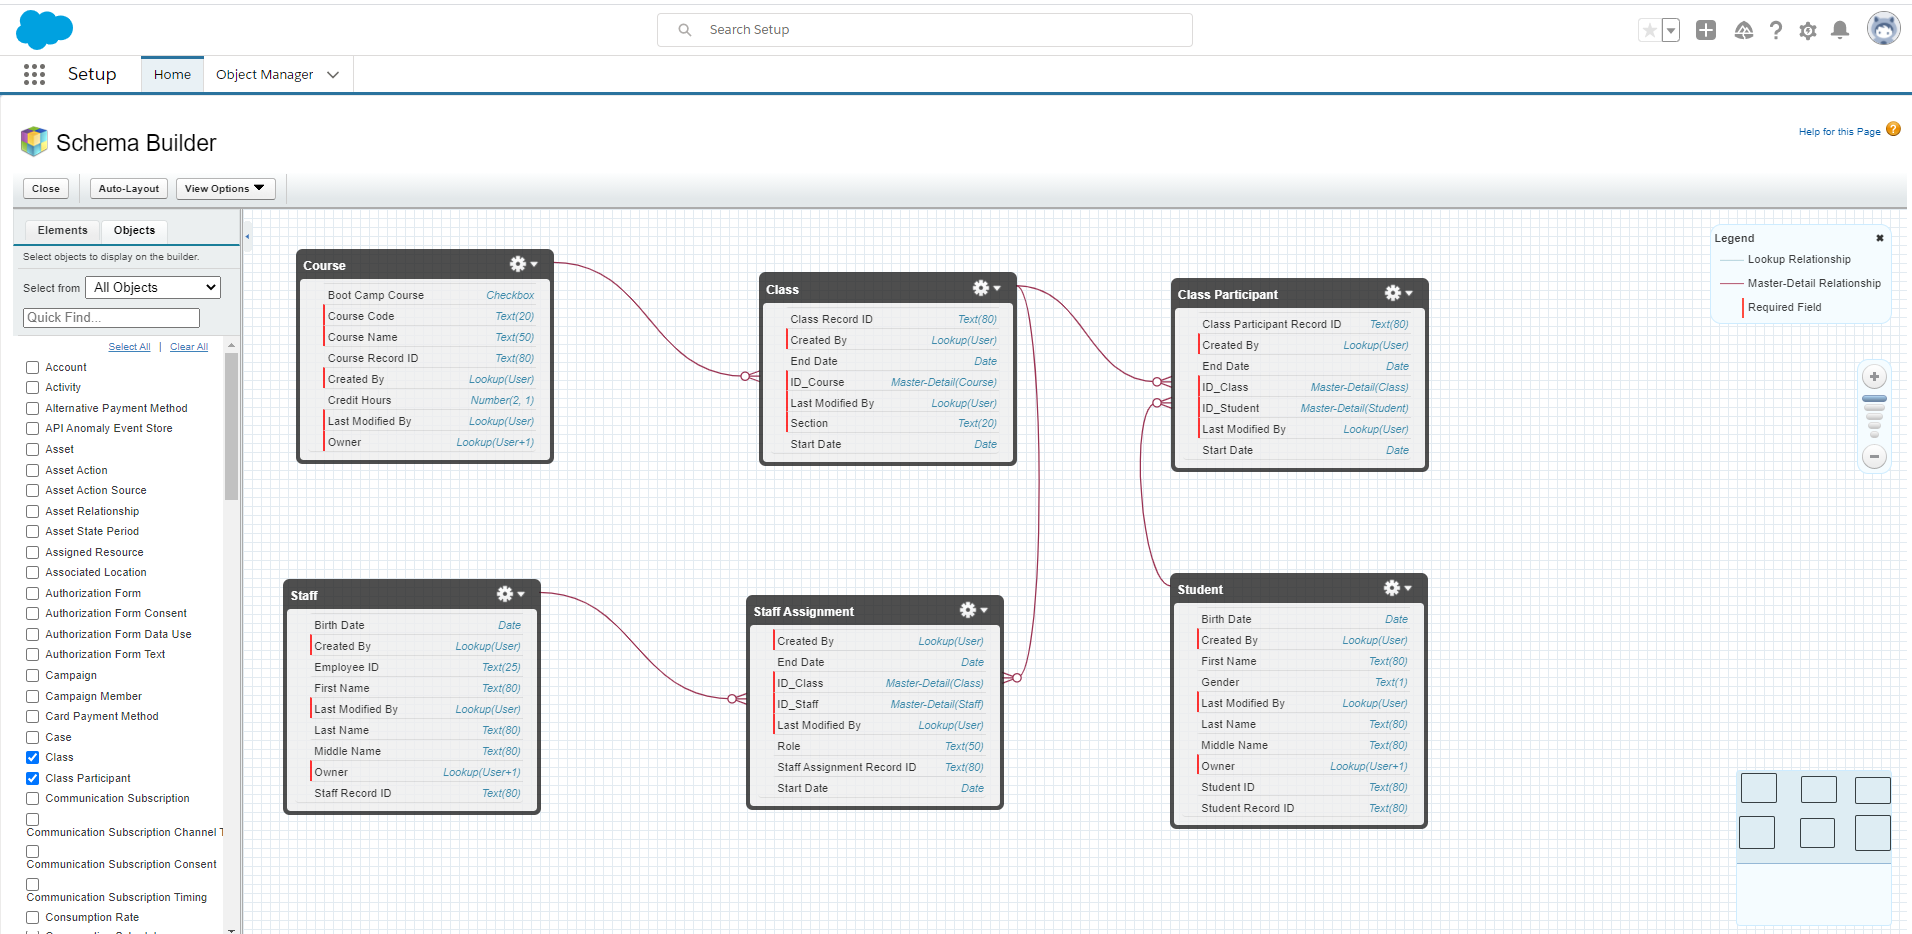 Search Setup
Setup
Home
Object Manager
Schema Builder
Help for this Page
Close
Auto-Layout
View Options
Elements
Objects
Select objects to display on the builder.
Select from All Objects
Quick Find...
Select All | Clear All
Account
Activity
Alternative Payment Method
API Anomaly Event Store
Asset
Asset Action
Asset Action Source
Asset Relationship
Asset State Period
Assigned Resource
Associated Location
Authorization Form
Authorization Form Consent
Authorization Form Data Use
Authorization Form Text
Campaign
Campaign Member
Card Payment Method
Case
Class
Class Participant
Communication Subscription
Communication Subscription Channel T
Communication Subscription Consent
Communication Subscription Timing
Consumption Rate
Course
Boot Camp Course Checkbox
Course Code Text(20)
Course Name Text(50)
Course Record ID Text(80)
Created By Lookup(User)
Credit Hours Number(2, 1)
Last Modified By Lookup(User)
Owner Lookup(User+1)
Class
Class Record ID Text(80)
Created By Lookup(User)
End Date Date
ID_Course Master-Detail(Course)
Last Modified By Lookup(User)
Section Text(20)
Start Date Date
Class Participant
Class Participant Record ID Text(80)
Created By Lookup(User)
End Date Date
ID_Class Master-Detail(Class)
ID_Student Master-Detail(Student)
Last Modified By Lookup(User)
Start Date Date
Staff
Birth Date Date
Created By Lookup(User)
Employee ID Text(25)
First Name Text(80)
Last Modified By Lookup(User)
Last Name Text(80)
Middle Name Text(80)
Owner Lookup(User+1)
Staff Record ID Text(80)
Staff Assignment
Created By Lookup(User)
End Date Date
ID_Class Master-Detail(Class)
ID_Staff Master-Detail(Staff)
Last Modified By Lookup(User)
Role Text(50)
Staff Assignment Record ID Text(80)
Start Date Date
Student
Birth Date Date
Created By Lookup(User)
First Name Text(80)
Gender Text(1)
Last Modified By Lookup(User)
Last Name Text(80)
Middle Name Text(80)
Owner Lookup(User+1)
Student ID Text(80)
Student Record ID Text(80)
Legend
Lookup Relationship
Master-Detail Relationship
Required Field